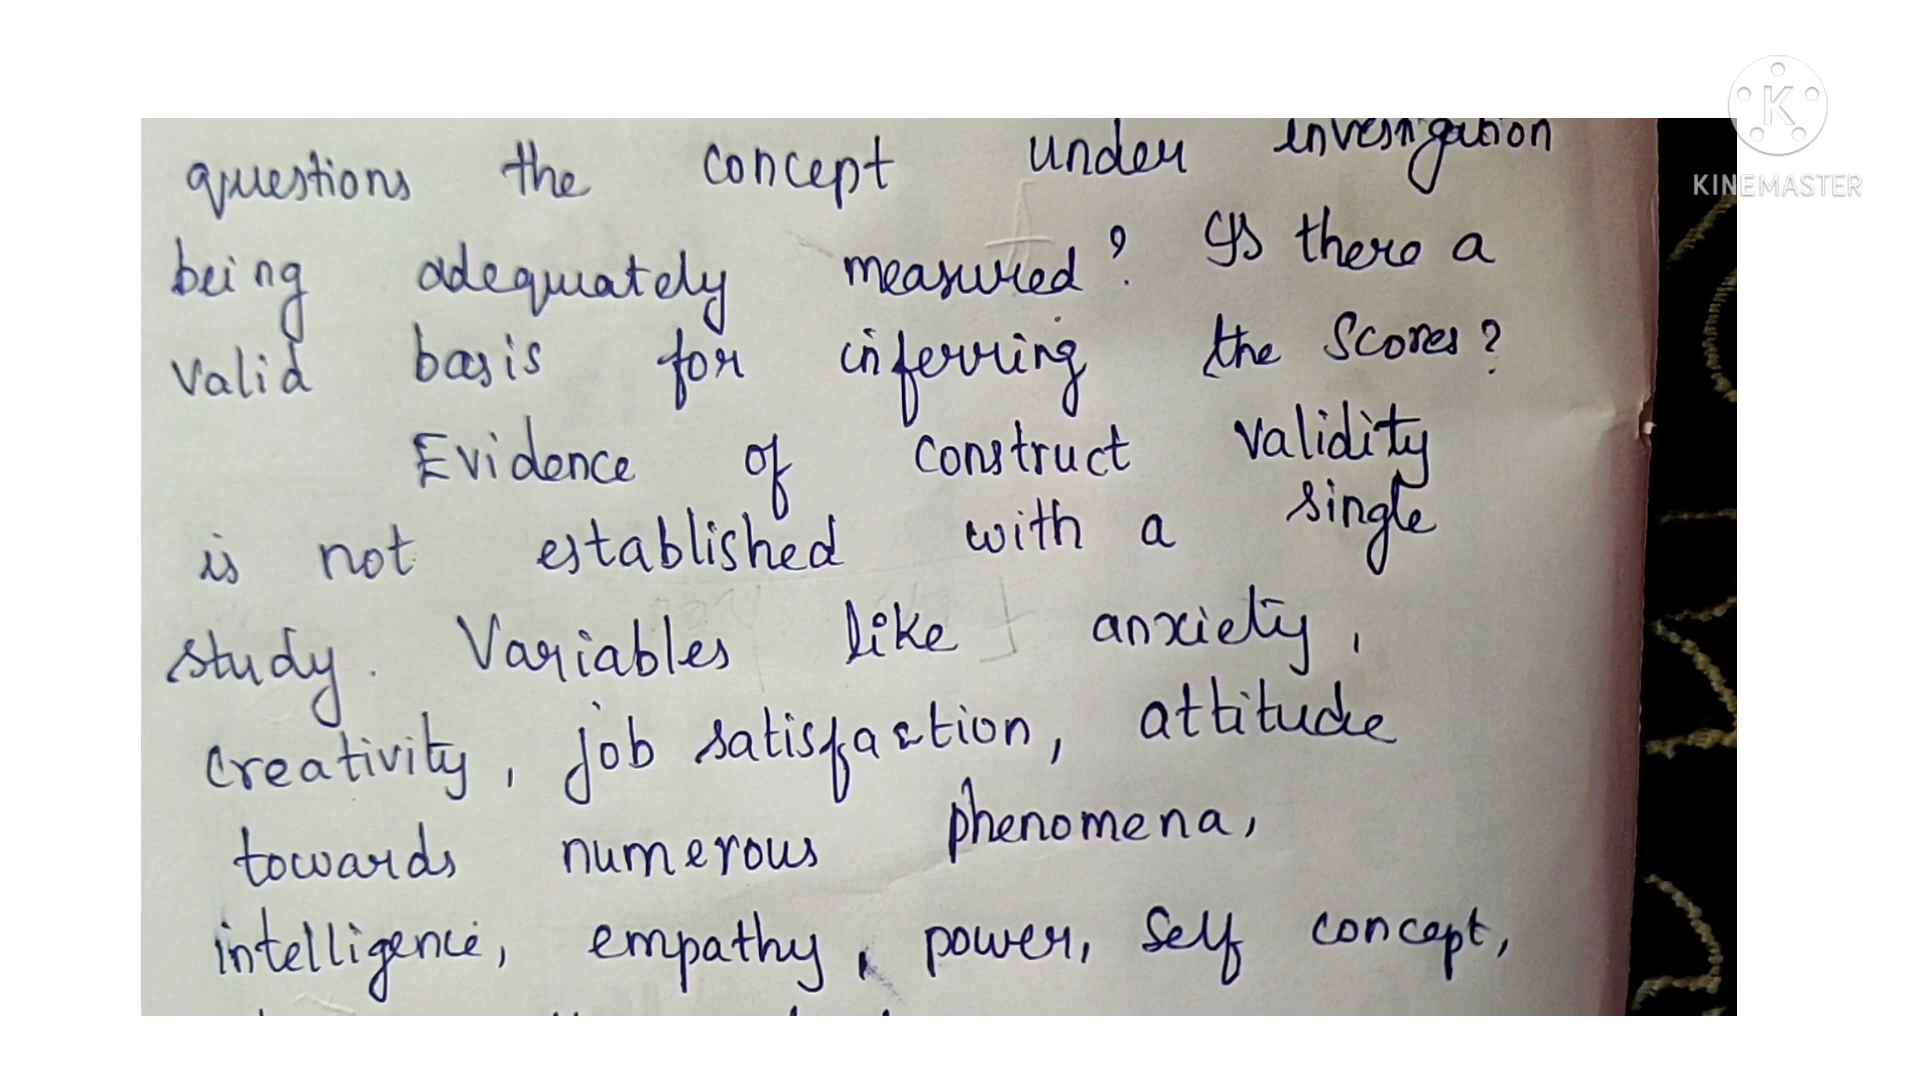 questions the concept under investigation
being adequately measured? Is there a
valid basis for inferring the Scores?
Evidence of construct validity
is not established with a single
study. Variables like anxiety,
creativity, job satisfaction, attitude
towards numerous phenomena,
intelligence, empathy, power, Self concept,
KINEMASTER